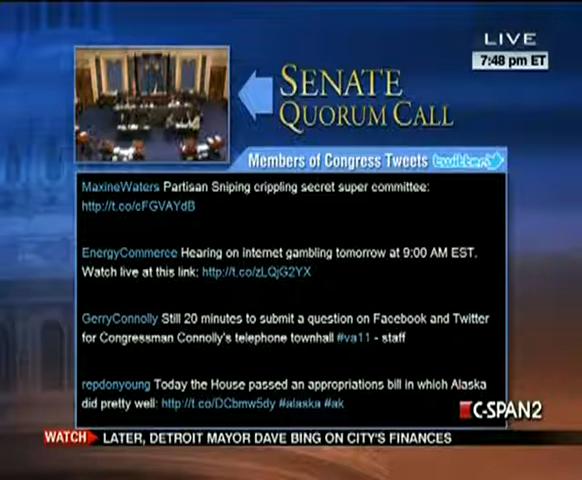 LIVE
7:48 pm ET
SENATE
QUORUM CALL
Members of Congress Tweets twitter
MaxineWaters Partisan Sniping crippling secret super committee:
http://t.co/cFGVAYdB
EnergyCommerce Hearing on internet gambling tomorrow at 9:00 AM EST.
Watch live at this link: http://t.co/zLQjG2YX
GerryConnolly Still 20 minutes to submit a question on Facebook and Twitter
for Congressman Connolly's telephone townhall #va11 - staff
repdonyoung Today the House passed an appropriations bill in which Alaska
did pretty well: http://t.co/DCbmw5dy #alaska #ak
C-SPAN2
WATCH LATER, DETROIT MAYOR DAVE BING ON CITY'S FINANCES